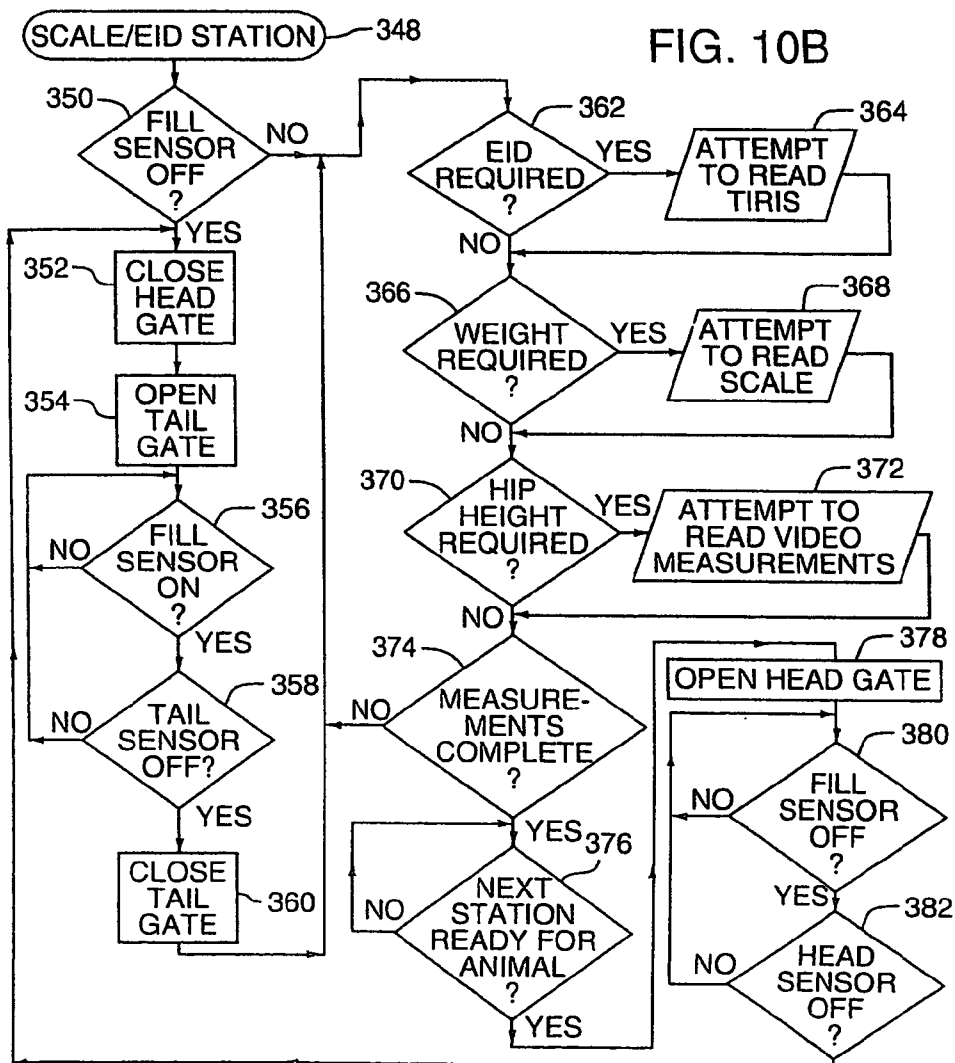 FIG. 10B
SCALE/EID STATION
348
350
FILL
SENSOR
OFF
?
NO
YES
352
CLOSE
HEAD
GATE
354
OPEN
TAIL
GATE
356
FILL
SENSOR
ON
?
NO
YES
358
TAIL
SENSOR
OFF?
NO
YES
CLOSE
TAIL
GATE
360
362
EID
REQUIRED
?
YES
NO
364
ATTEMPT
TO READ
TIRIS
366
WEIGHT
REQUIRED
?
YES
NO
368
ATTEMPT
TO READ
SCALE
370
HIP
HEIGHT
REQUIRED
?
YES
NO
372
ATTEMPT TO
READ VIDEO
MEASUREMENTS
374
MEASURE-
MENTS
COMPLETE
?
NO
YES
376
NEXT
STATION
READY FOR
ANIMAL
?
NO
YES
378
OPEN HEAD GATE
380
FILL
SENSOR
OFF
?
NO
YES
382
HEAD
SENSOR
OFF
?
NO